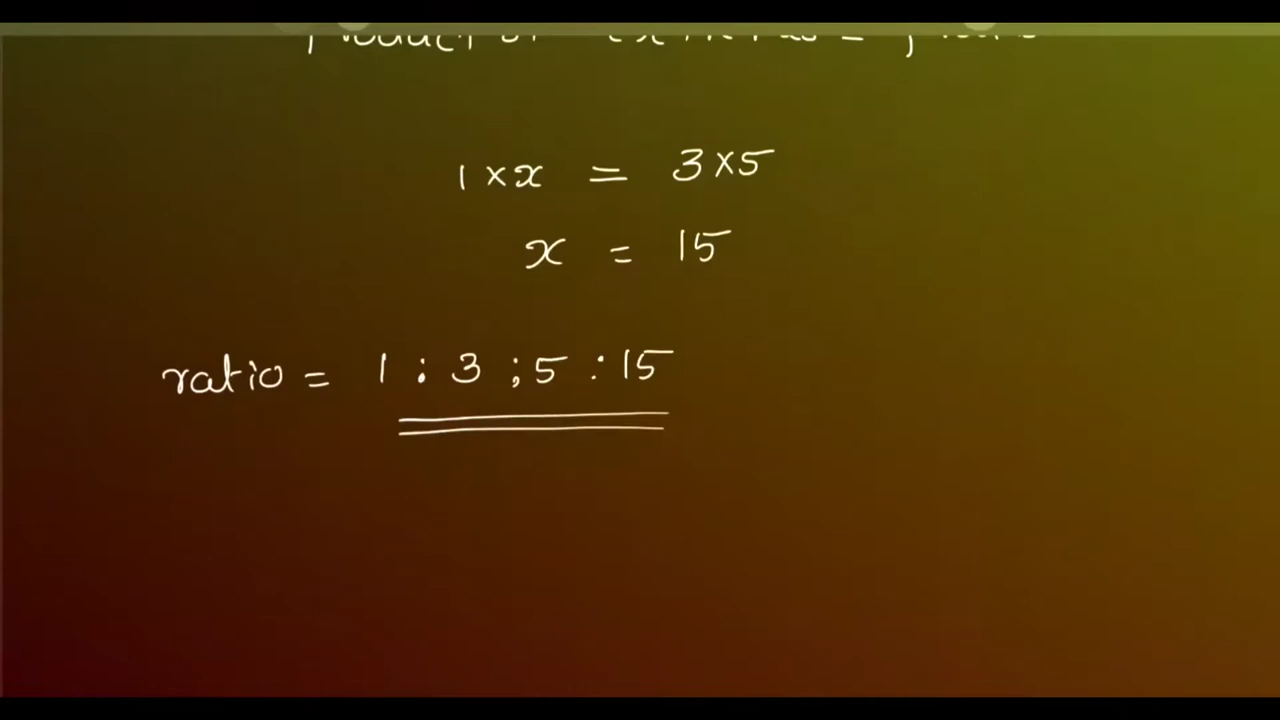 1 × x = 3 × 5
x = 15
ratio = 1 : 3 ; 5 : 15